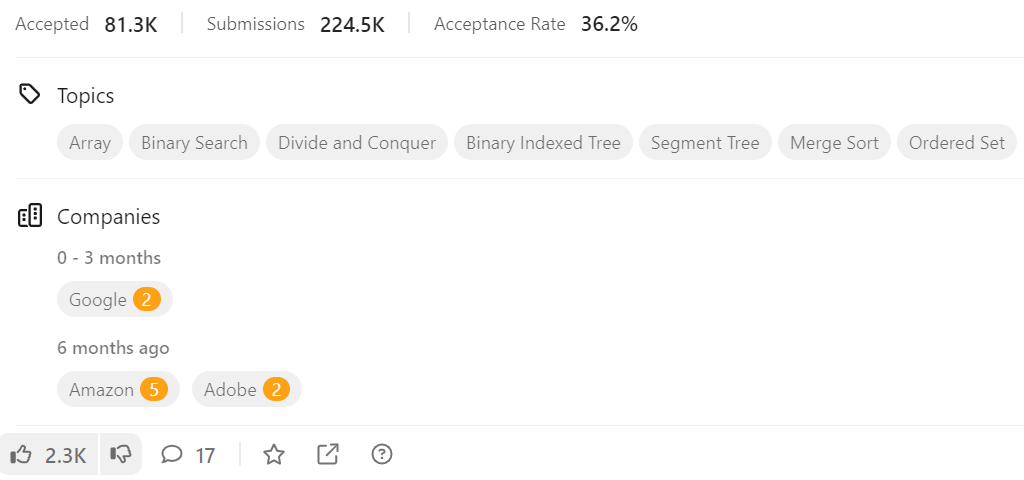 Accepted 81.3K Submissions 224.5K Acceptance Rate 36.2%
Topics
Array Binary Search Divide and Conquer Binary Indexed Tree Segment Tree Merge Sort Ordered Set
Companies
0 - 3 months
Google 2
6 months ago
Amazon 5 Adobe 2
2.3K 17